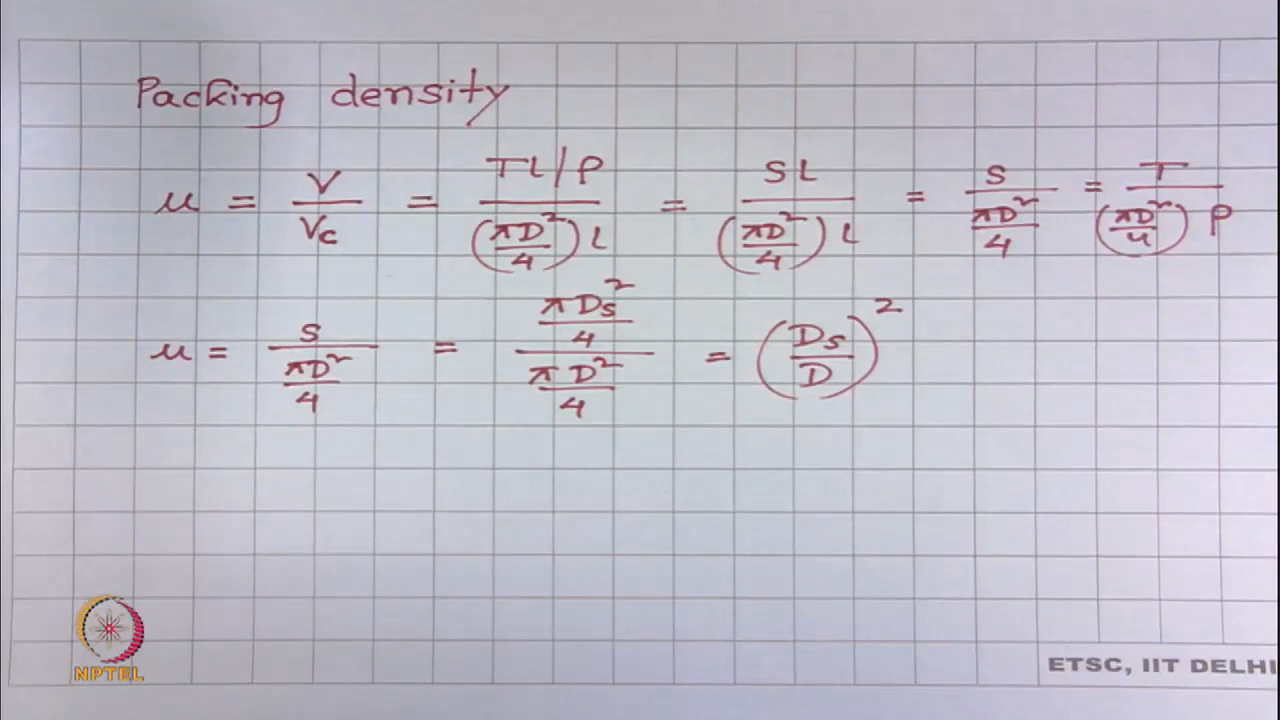 Packing density
μ = V / Vc = TL/ρ / (πD²/4) L = SL / (πD²/4) L = S / πD²/4 = T / (πD²/4) ρ
μ = S / πD²/4 = πDs²/4 / πD²/4 = (Ds/D)²
NPTEL
ETSC, IIT DELHI